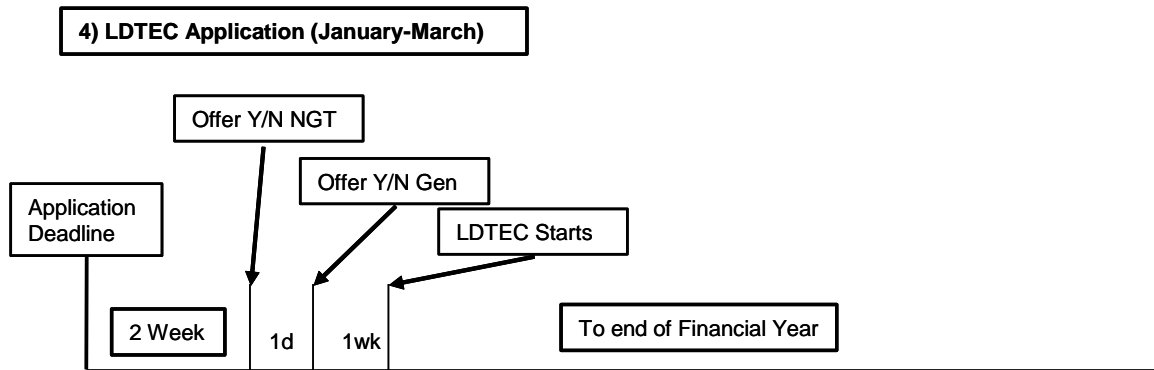 4) LDTEC Application (January-March)
Offer Y/N NGT
Offer Y/N Gen
Application
Deadline
LDTEC Starts
2 Week
1d
1wk
To end of Financial Year